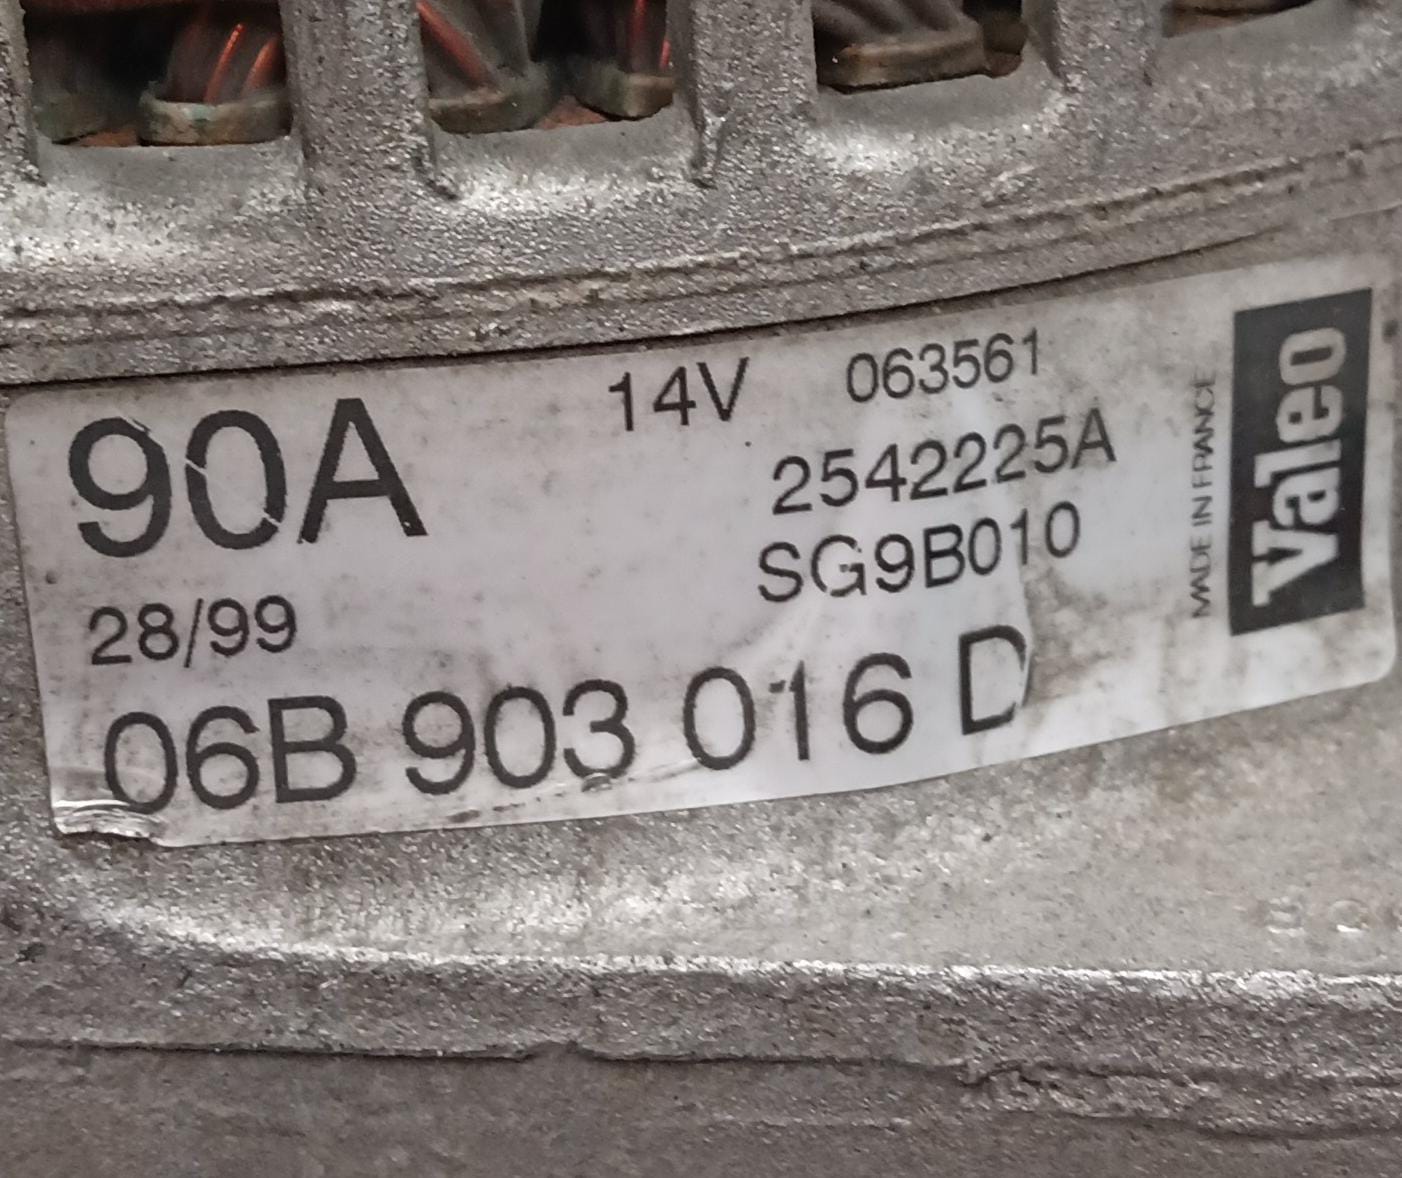 90A 14V 063561
2542225A
SG9B010
28/99
06B 903 016 D
MADE IN FRANCE
Valeo